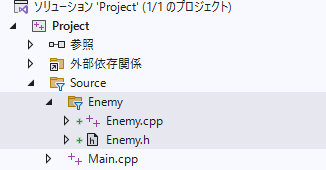 ソリューション 'Project' (1/1 のプロジェクト)
Project
参照
外部依存関係
Source
Enemy
Enemy.cpp
Enemy.h
Main.cpp